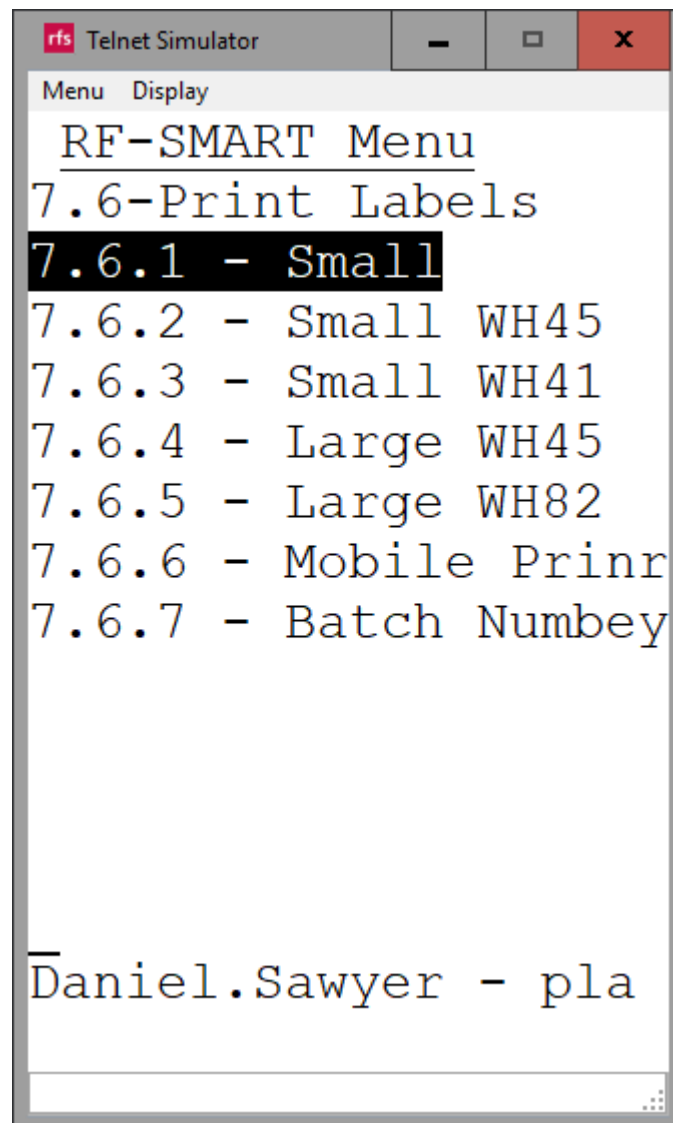 rfs Telnet Simulator
Menu Display
RF-SMART Menu
7.6-Print Labels
7.6.1 - Small
7.6.2 - Small WH45
7.6.3 - Small WH41
7.6.4 - Large WH45
7.6.5 - Large WH82
7.6.6 - Mobile Prinr
7.6.7 - Batch Numbey
Daniel.Sawyer - pla